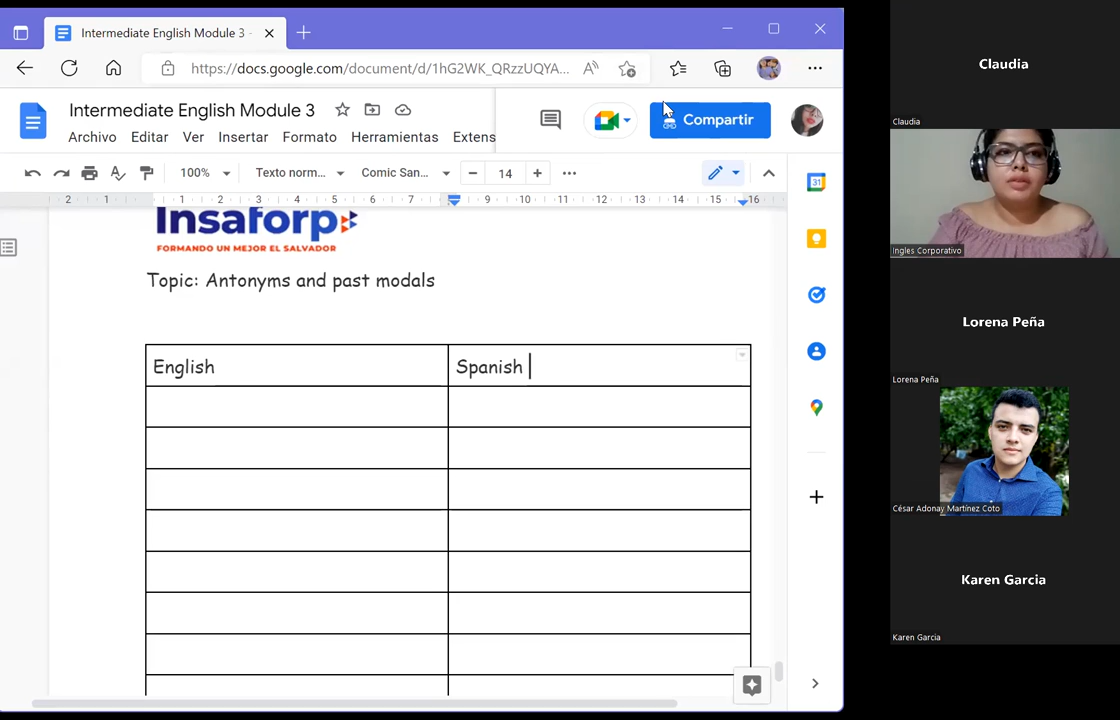 Intermediate English Module 3 -
https://docs.google.com/document/d/1hG2WK_QRzzUQYA...
Intermediate English Module 3
Archivo Editar Ver Insertar Formato Herramientas Extens
Compartir
100% Texto norm... Comic San... 14
2 1 1 2 3 4 5 6 7 9 10 11 12 13 14 15 16
31
Insaforp
FORMANDO UN MEJOR EL SALVADOR
Topic: Antonyms and past modals
English Spanish
Claudia
Claudia
Ingles Corporativo
Lorena Peña
Lorena Peña
César Adonay Martínez Coto
Karen Garcia
Karen Garcia